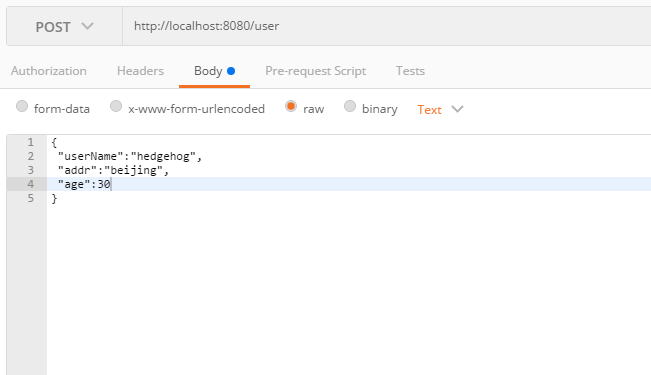 POST http://localhost:8080/user
Authorization Headers Body Pre-request Script Tests
form-data x-www-form-urlencoded raw binary Text
1 {
2 "userName":"hedgehog",
3 "addr":"beijing",
4 "age":30
5 }